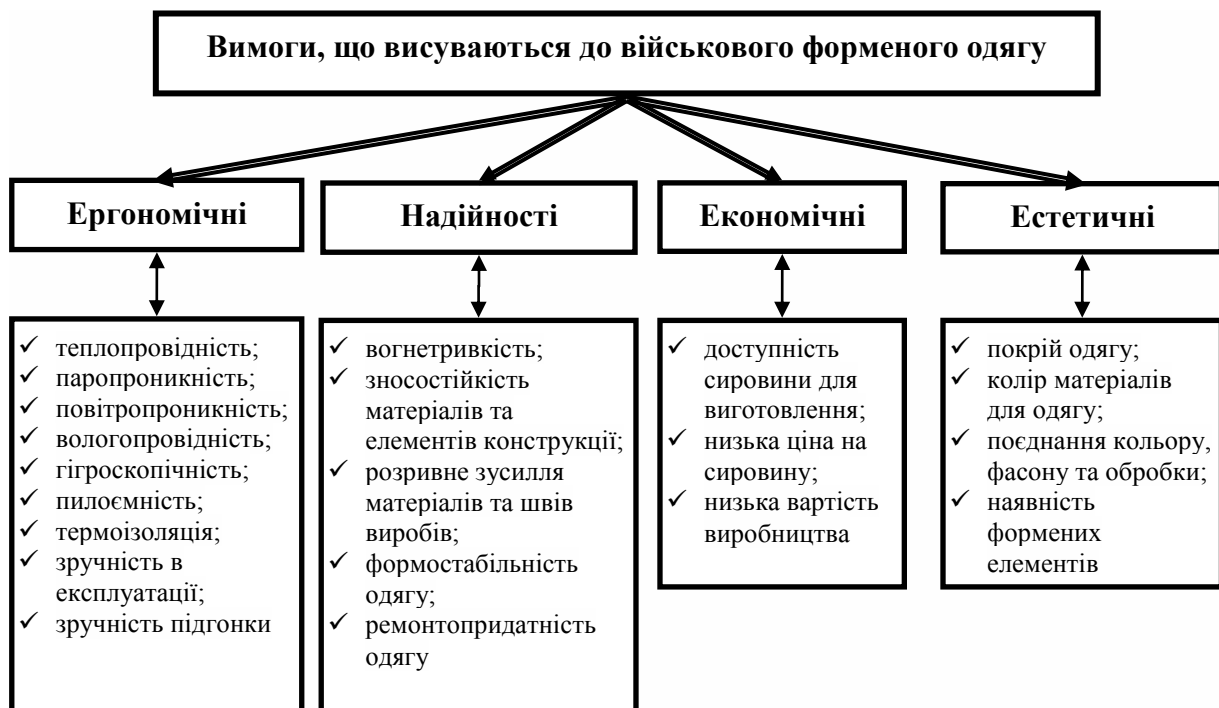 Вимоги, що висуваються до військового форменого одягу
Ергономічні
Надійності
Економічні
Естетичні
✓ теплопровідність;
✓ паропроникність;
✓ повітропроникність;
✓ вологопровідність;
✓ гігроскопічність;
✓ пилоємність;
✓ термоізоляція;
✓ зручність в
експлуатації;
✓ зручність підгонки
✓ вогнетривкість;
✓ зносостійкість
матеріалів та
елементів конструкції;
✓ розривне зусилля
матеріалів та швів
виробів;
✓ формостабільність
одягу;
✓ ремонтопридатність
одягу
✓ доступність
сировини для
виготовлення;
✓ низька ціна на
сировину;
✓ низька вартість
виробництва
✓ покрій одягу;
✓ колір матеріалів
для одягу;
✓ поєднання кольору,
фасону та обробки;
✓ наявність
формених
елементів